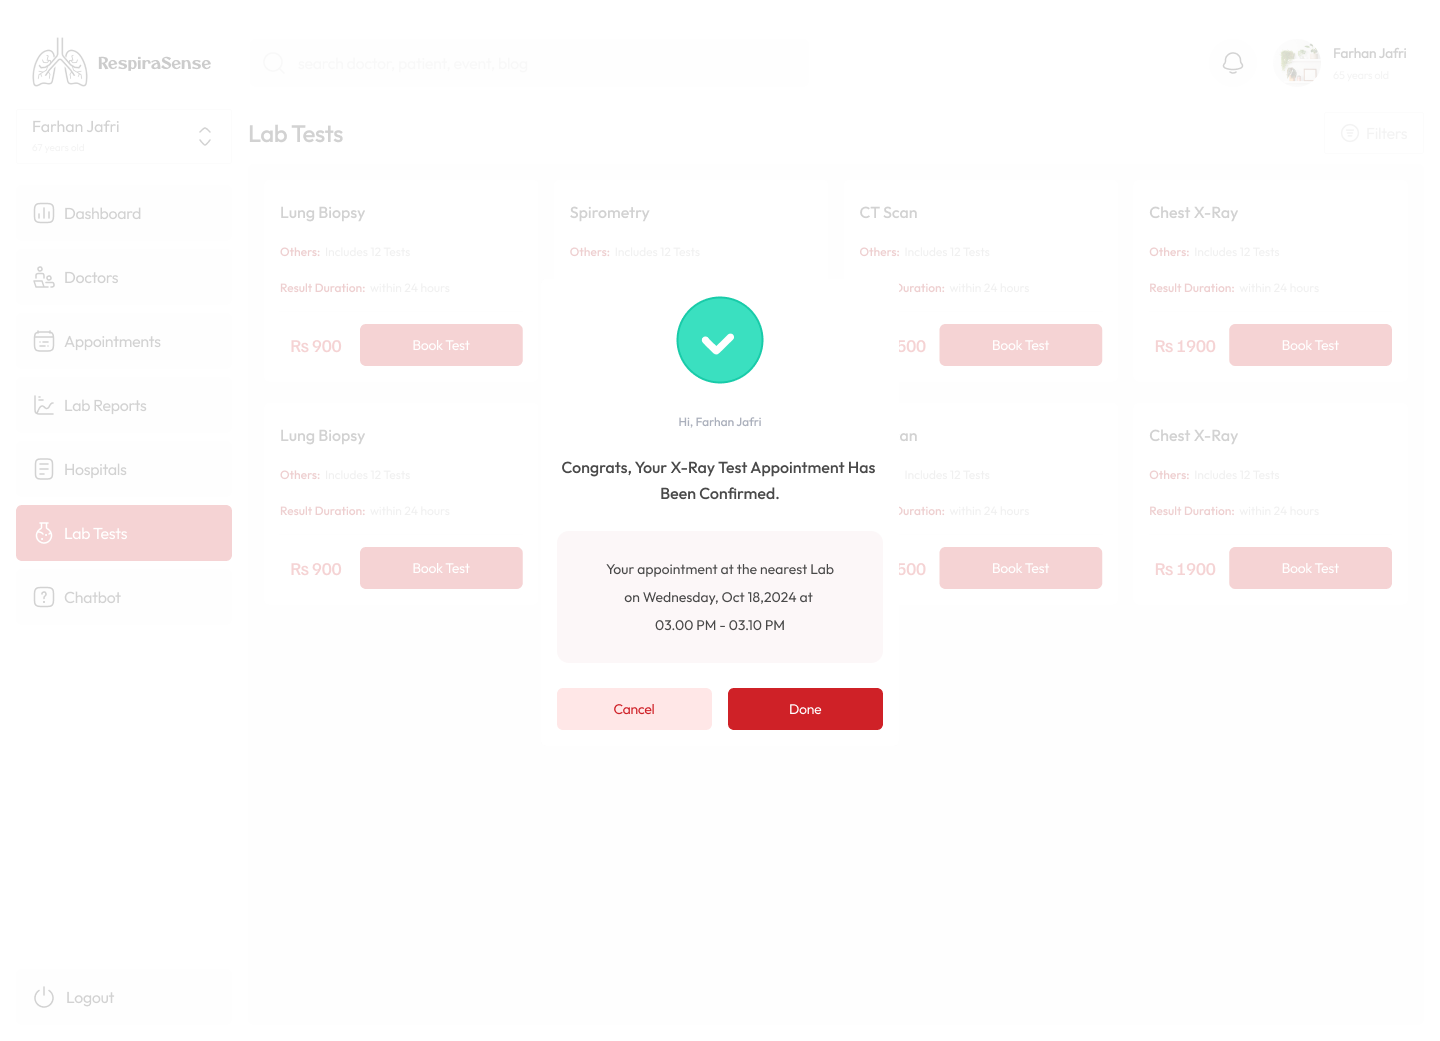 RespiraSense
Search doctor, patient, event, blog
Farhan Jafri
65 years old
Farhan Jafri
67 years old
Lab Tests
Filters
Dashboard
Doctors
Appointments
Lab Reports
Hospitals
Lab Tests
Chatbot
Logout
Lung Biopsy
Others: Includes 12 Tests
Result Duration: within 24 hours
Rs 900
Book Test
Spirometry
Others: Includes 12 Tests
CT Scan
Others: Includes 12 Tests
Duration: within 24 hours
500
Book Test
Chest X-Ray
Others: Includes 12 Tests
Result Duration: within 24 hours
Rs 1900
Book Test
Lung Biopsy
Others: Includes 12 Tests
Result Duration: within 24 hours
Rs 900
Book Test
an
Includes 12 Tests
Duration: within 24 hours
500
Book Test
Chest X-Ray
Others: Includes 12 Tests
Result Duration: within 24 hours
Rs 1900
Book Test
Hi, Farhan Jafri
Congrats, Your X-Ray Test Appointment Has
Been Confirmed.
Your appointment at the nearest Lab
on Wednesday, Oct 18,2024 at
03.00 PM - 03.10 PM
Cancel
Done